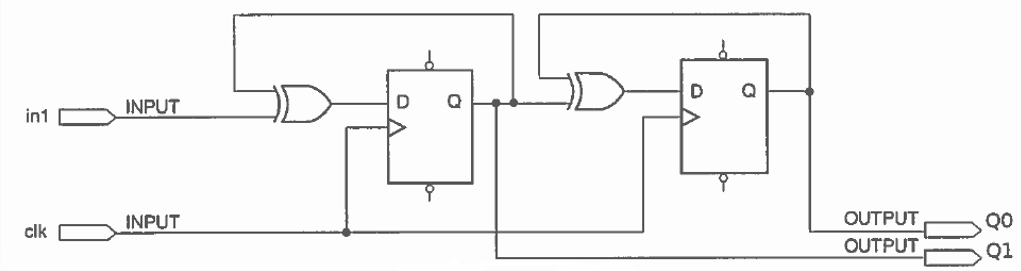 D Q
D Q
in1 INPUT
clk INPUT
OUTPUT Q0
OUTPUT Q1